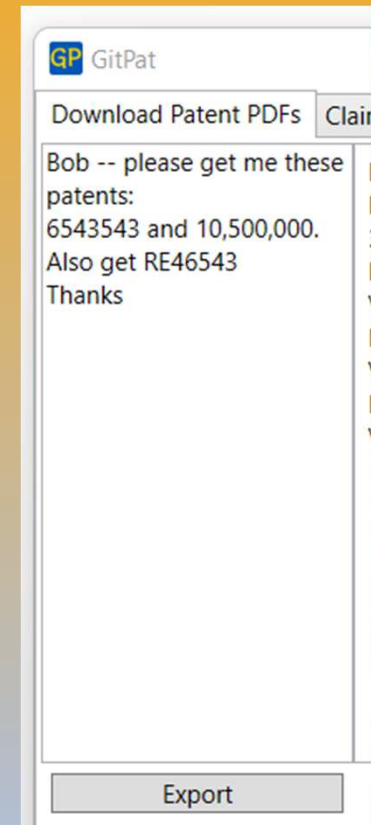 GP GitPat
Download Patent PDFs
Bob -- please get me these
patents:
6543543 and 10,500,000.
Also get RE46543
Thanks
Export